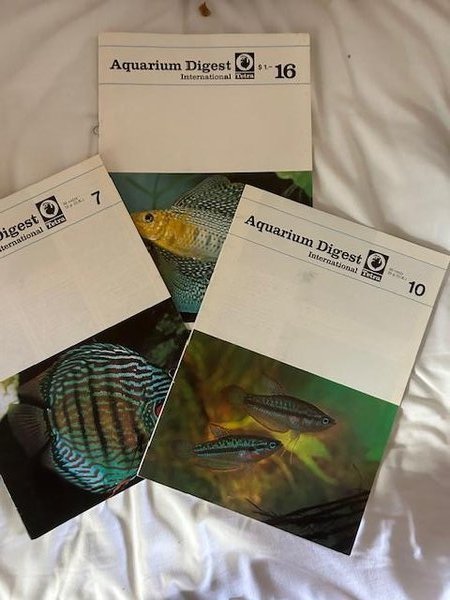 Aquarium Digest
International
Tetra
$ 1.–
16
7
Digest
International
Tetra
Aquarium Digest
International
Tetra
10